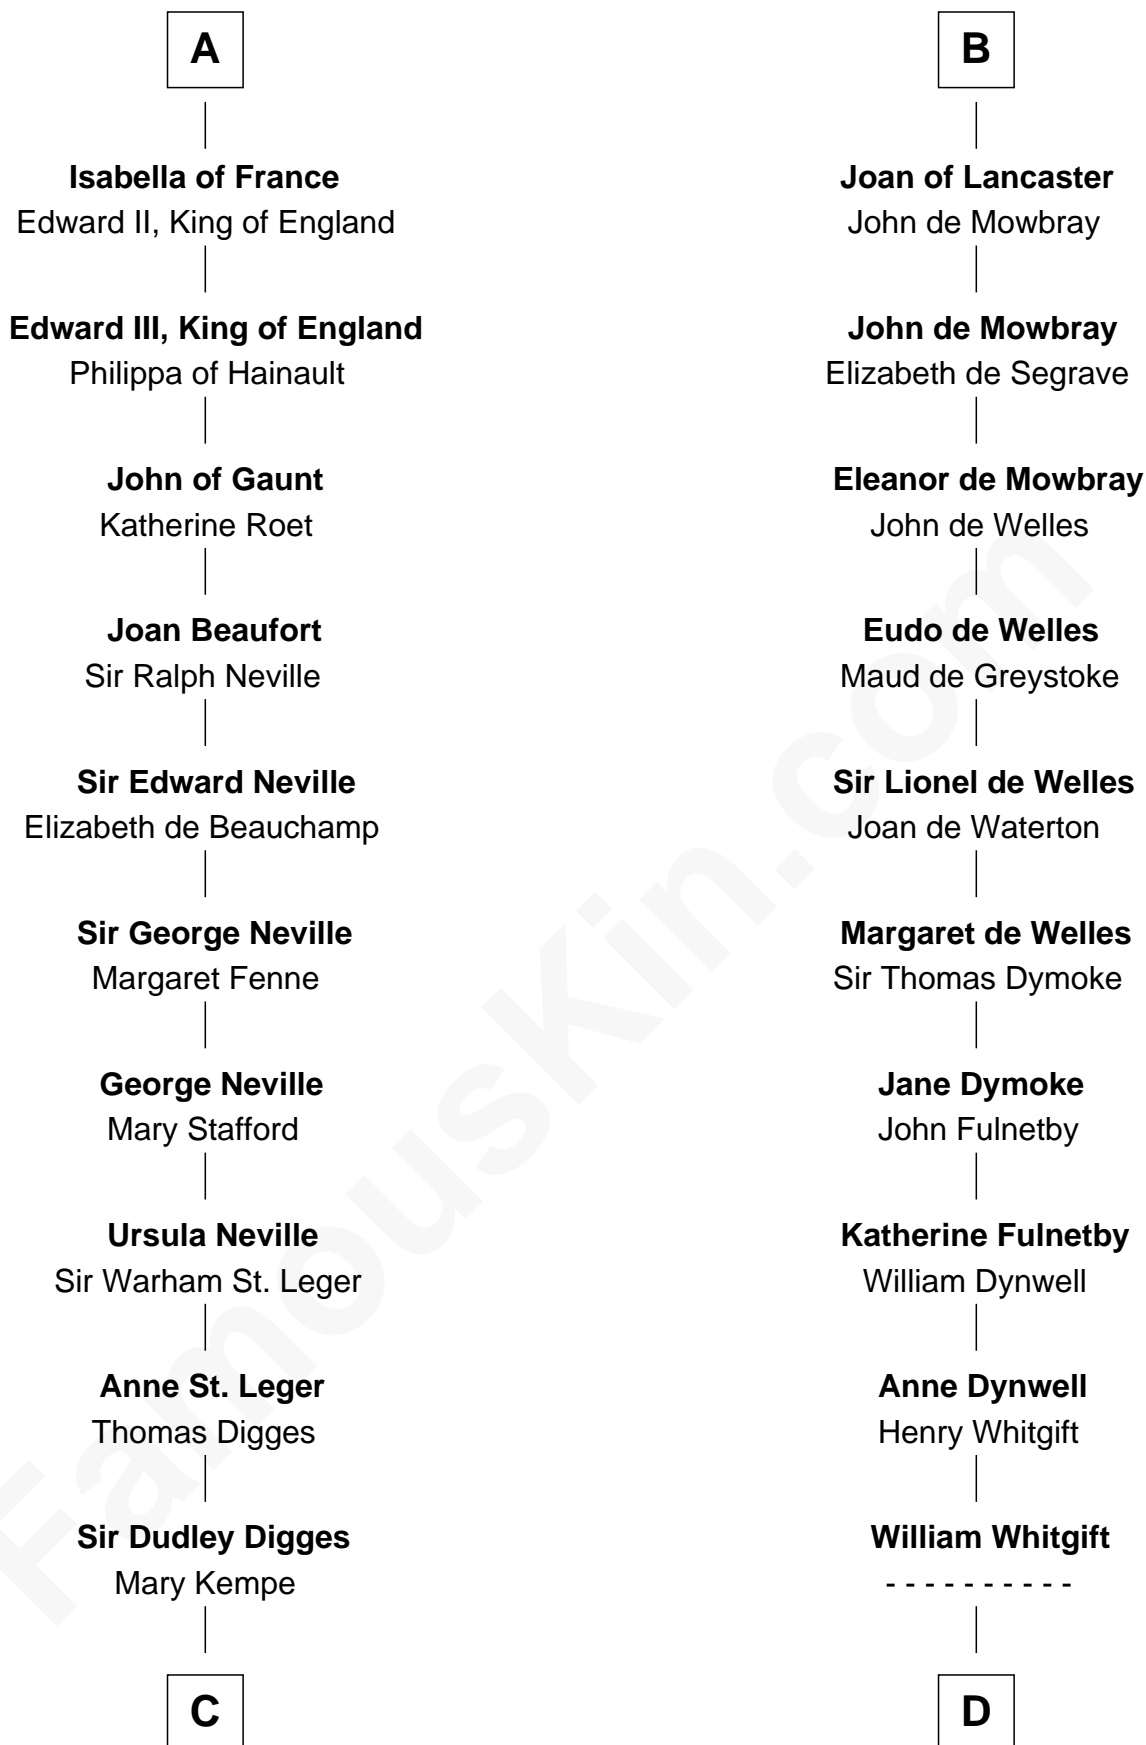 A
Isabella of France
Edward II, King of England
Edward III, King of England
Philippa of Hainault
John of Gaunt
Katherine Roet
Joan Beaufort
Sir Ralph Neville
Sir Edward Neville
Elizabeth de Beauchamp
Sir George Neville
Margaret Fenne
George Neville
Mary Stafford
Ursula Neville
Sir Warham St. Leger
Anne St. Leger
Thomas Digges
Sir Dudley Digges
Mary Kempe
C
B
Joan of Lancaster
John de Mowbray
John de Mowbray
Elizabeth de Segrave
Eleanor de Mowbray
John de Welles
Eudo de Welles
Maud de Greystoke
Sir Lionel de Welles
Joan de Waterton
Margaret de Welles
Sir Thomas Dymoke
Jane Dymoke
John Fulnetby
Katherine Fulnetby
William Dynwell
Anne Dynwell
Henry Whitgift
William Whitgift
- - - - - - - - - -
D
FamousKin.com